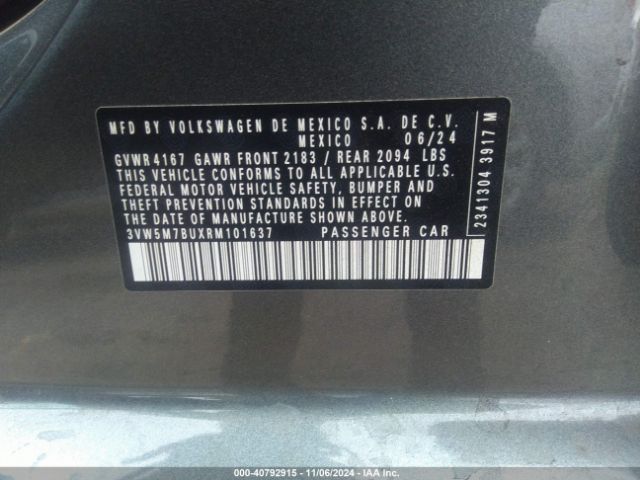 MFD BY VOLKSWAGEN DE MEXICO S.A. DE C.V.
MEXICO 06/24
GVWR 4167 GAWR FRONT 2183 / REAR 2094 LBS
THIS VEHICLE CONFORMS TO ALL APPLICABLE U.S.
FEDERAL MOTOR VEHICLE SAFETY, BUMPER AND
THEFT PREVENTION STANDARDS IN EFFECT ON
THE DATE OF MANUFACTURE SHOWN ABOVE.
3VW5M7BUXRM101637 PASSENGER CAR
2341304 3917 M
000-40792915 - 11/06/2024 - IAA Inc.